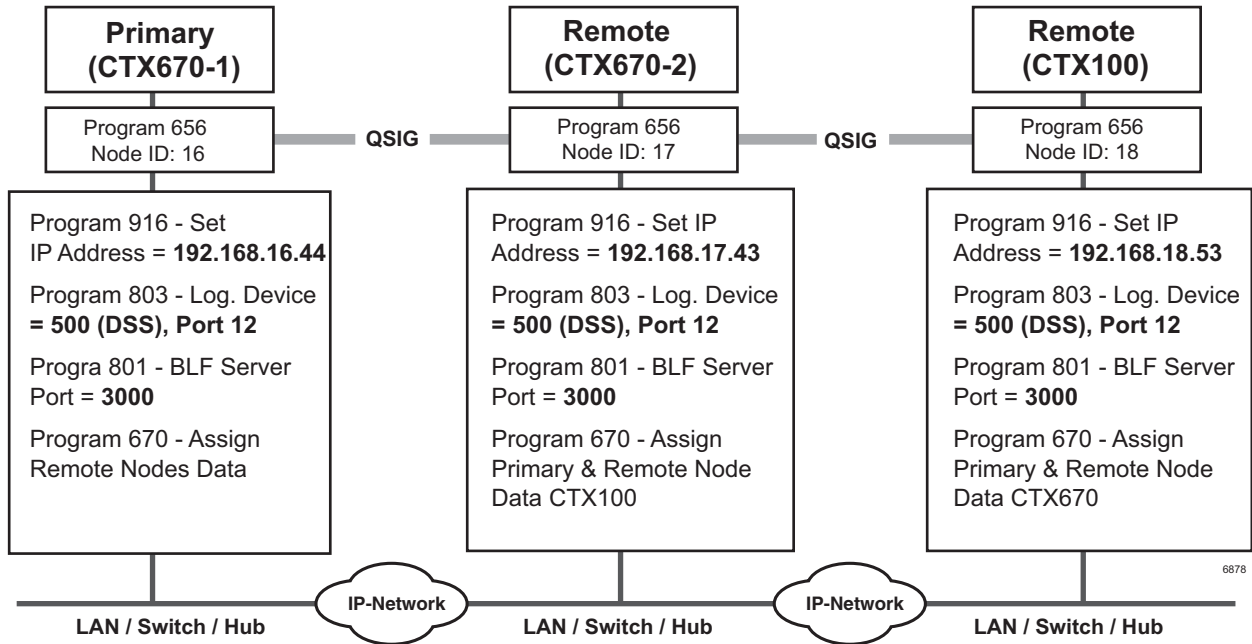 Primary
(CTX670-1)
Remote
(CTX670-2)
Remote
(CTX100)
Program 656
Node ID: 16
QSIG
Program 656
Node ID: 17
QSIG
Program 656
Node ID: 18
Program 916 - Set
IP Address = 192.168.16.44
Program 803 - Log. Device
= 500 (DSS), Port 12
Progra 801 - BLF Server
Port = 3000
Program 670 - Assign
Remote Nodes Data
Program 916 - Set IP
Address = 192.168.17.43
Program 803 - Log. Device
= 500 (DSS), Port 12
Program 801 - BLF Server
Port = 3000
Program 670 - Assign
Primary & Remote Node
Data CTX100
Program 916 - Set IP
Address = 192.168.18.53
Program 803 - Log. Device
= 500 (DSS), Port 12
Program 801 - BLF Server
Port = 3000
Program 670 - Assign
Primary & Remote Node
Data CTX670
6878
IP-Network
IP-Network
LAN / Switch / Hub
LAN / Switch / Hub
LAN / Switch / Hub